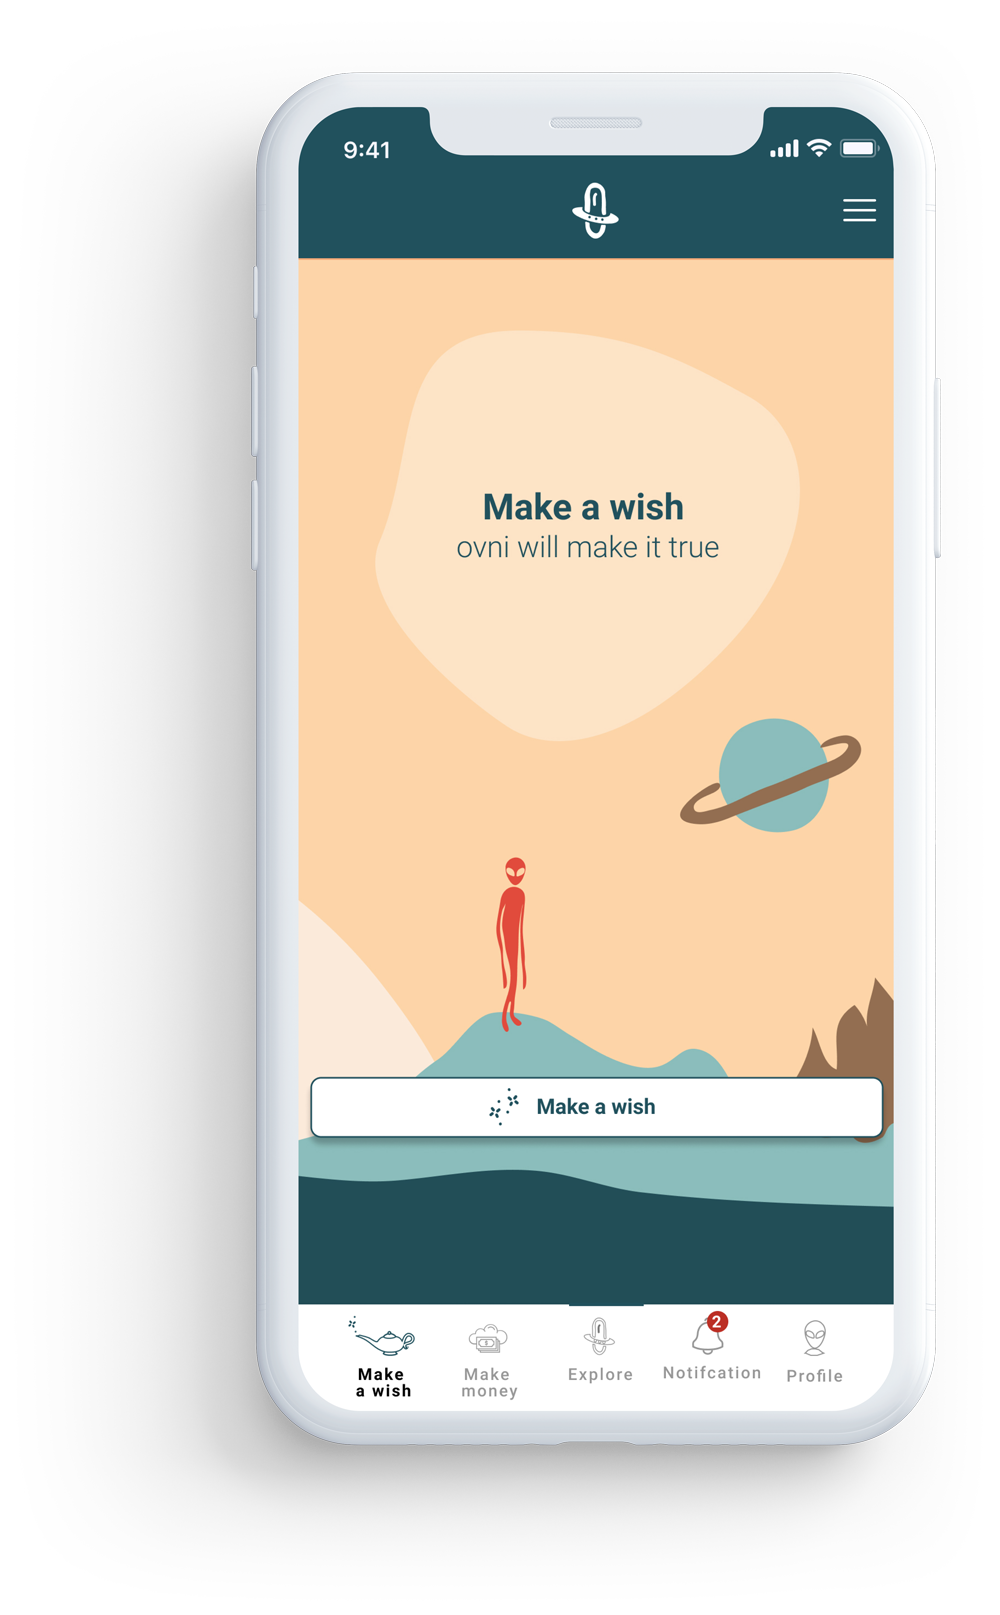 9:41
Make a wish
ovni will make it true
Make a wish
Make
a wish
Make
money
Explore
2
Notifcation
Profile